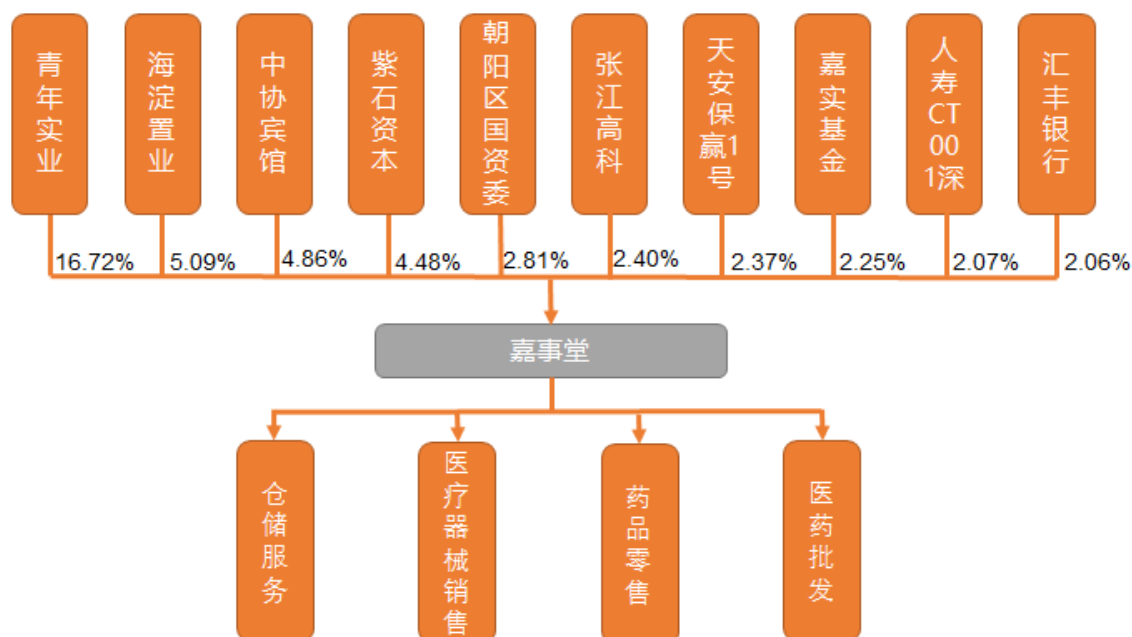 青年实业
海淀置业
中协宾馆
紫石资本
朝阳区国资委
张江高科
天安保赢1号
嘉实基金
人寿CT001深
汇丰银行
16.72%
5.09%
4.86%
4.48%
2.81%
2.40%
2.37%
2.25%
2.07%
2.06%
嘉事堂
仓储服务
医疗器械销售
药品零售
医药批发